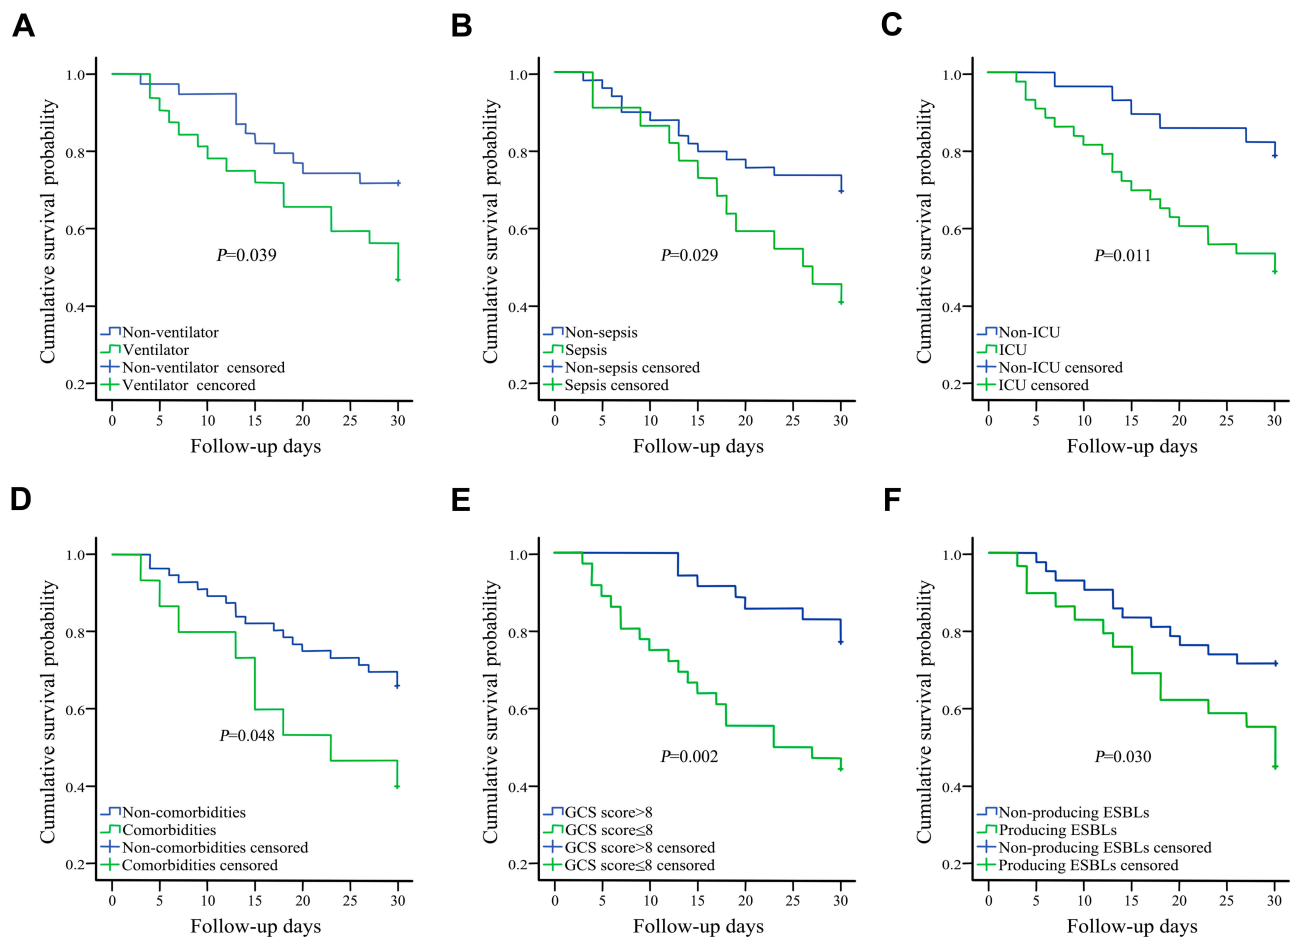 A
Cumulative survival probability
1.0
0.8
0.6
0.4
0.2
P=0.039
Non-ventilator
Ventilator
Non-ventilator censored
Ventilator cencored
0 5 10 15 20 25 30
Follow-up days
B
Cumulative survival probability
1.0
0.8
0.6
0.4
0.2
P=0.029
Non-sepsis
Sepsis
Non-sepsis censored
Sepsis censored
0 5 10 15 20 25 30
Follow-up days
C
Cumulative survival probability
1.0
0.8
0.6
0.4
0.2
P=0.011
Non-ICU
ICU
Non-ICU censored
ICU censored
0 5 10 15 20 25 30
Follow-up days
D
Cumulative survival probability
1.0
0.8
0.6
0.4
0.2
P=0.048
Non-comorbidities
Comorbidities
Non-comorbidities censored
Comorbidities censored
0 5 10 15 20 25 30
Follow-up days
E
Cumulative survival probability
1.0
0.8
0.6
0.4
0.2
P=0.002
GCS score>8
GCS score≤8
GCS score>8 censored
GCS score≤8 censored
0 5 10 15 20 25 30
Follow-up days
F
Cumulative survival probability
1.0
0.8
0.6
0.4
0.2
P=0.030
Non-producing ESBLs
Producing ESBLs
Non-producing ESBLs censored
Producing ESBLs censored
0 5 10 15 20 25 30
Follow-up days